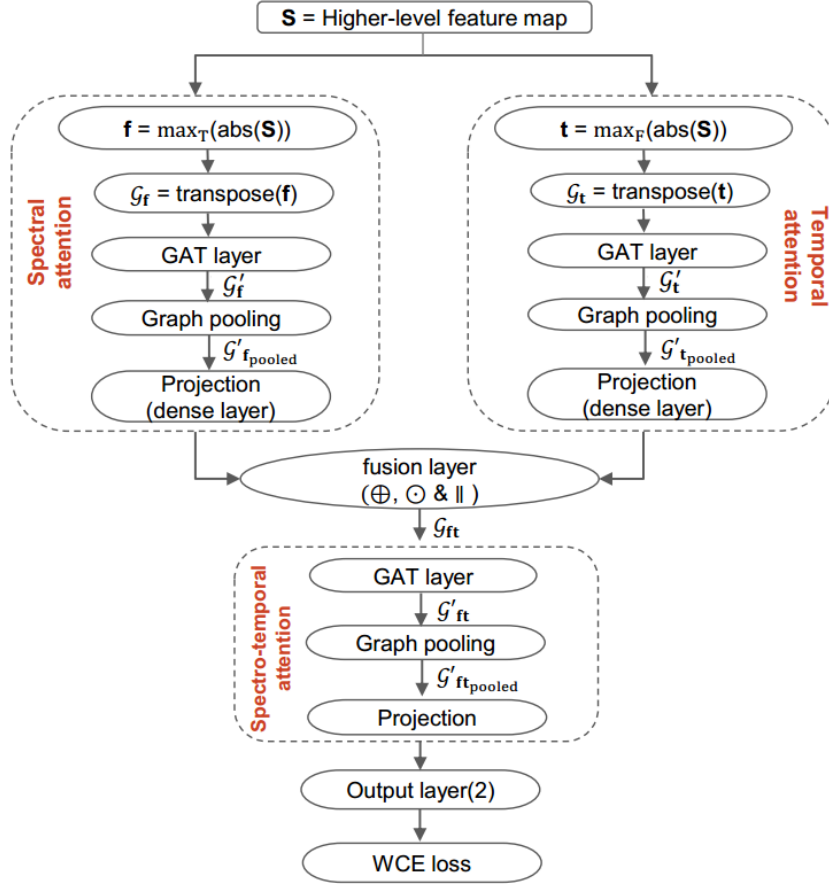 S = Higher-level feature map
Spectral
attention
f = max_T(abs(S))
𝒢_f = transpose(f)
GAT layer
𝒢′_f
Graph pooling
𝒢′_f_pooled
Projection
(dense layer)
t = max_F(abs(S))
𝒢_t = transpose(t)
GAT layer
𝒢′_t
Graph pooling
𝒢′_t_pooled
Projection
(dense layer)
Temporal
attention
fusion layer
(⊕, ⊙ & ∥ )
𝒢_ft
Spectro-temporal
attention
GAT layer
𝒢′_ft
Graph pooling
𝒢′_ft_pooled
Projection
Output layer(2)
WCE loss